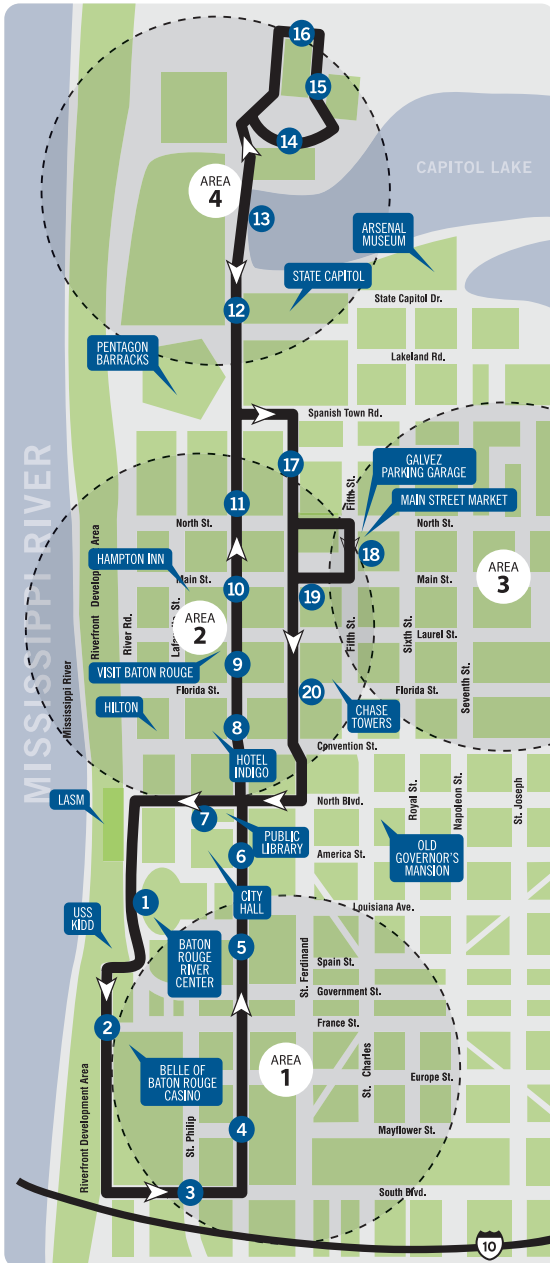 16
15
14
CAPITOL LAKE
AREA
4
13
ARSENAL
MUSEUM
STATE CAPITOL
State Capitol Dr.
12
PENTAGON
BARRACKS
Lakeland Rd.
Spanish Town Rd.
17
GALVEZ
PARKING GARAGE
MAIN STREET MARKET
Fifth St.
11
North St.
North St.
18
HAMPTON INN
Main St.
10
19
Main St.
AREA
3
AREA
2
MISSISSIPPI RIVER
Mississippi River
Riverfront Development Area
River Rd.
Fifth St.
Sixth St.
Laurel St.
Seventh St.
VISIT BATON ROUGE
9
Florida St.
20
Florida St.
CHASE
TOWERS
HILTON
8
HOTEL
INDIGO
Convention St.
LASM
7
North Blvd.
Royal St.
Napoleon St.
St. Joseph
PUBLIC
LIBRARY
6
America St.
OLD
GOVERNOR'S
MANSION
CITY
HALL
1
Louisiana Ave.
USS
KIDD
BATON
ROUGE
RIVER
CENTER
5
St. Ferdinand
Spain St.
Government St.
2
France St.
BELLE OF
BATON ROUGE
CASINO
AREA
1
St. Charles
Europe St.
Riverfront Development Area
St. Philip
4
Mayflower St.
3
South Blvd.
10